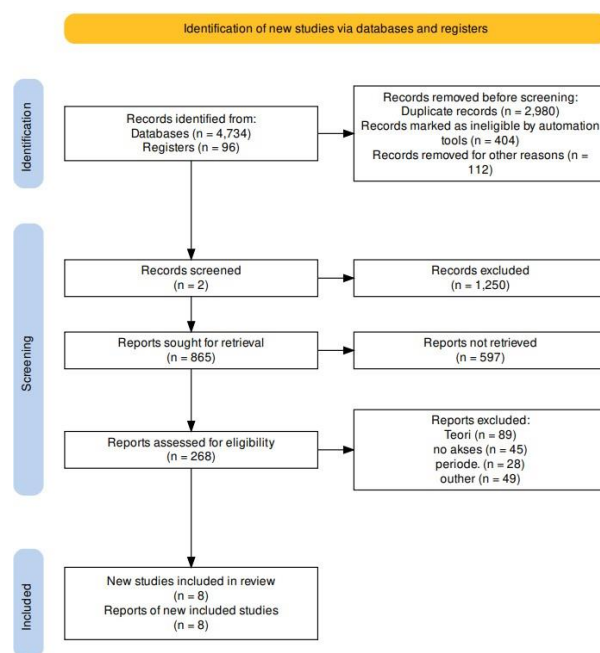 Identification of new studies via databases and registers
Identification
Records identified from:
Databases (n = 4,734)
Registers (n = 96)
Records removed before screening:
Duplicate records (n = 2,980)
Records marked as ineligible by automation
tools (n = 404)
Records removed for other reasons (n =
112)
Screening
Records screened
(n = 2)
Records excluded
(n = 1,250)
Reports sought for retrieval
(n = 865)
Reports not retrieved
(n = 597)
Reports assessed for eligibility
(n = 268)
Reports excluded:
Teori (n = 89)
no akses (n = 45)
periode. (n = 28)
outher (n = 49)
Included
New studies included in review
(n = 8)
Reports of new included studies
(n = 8)